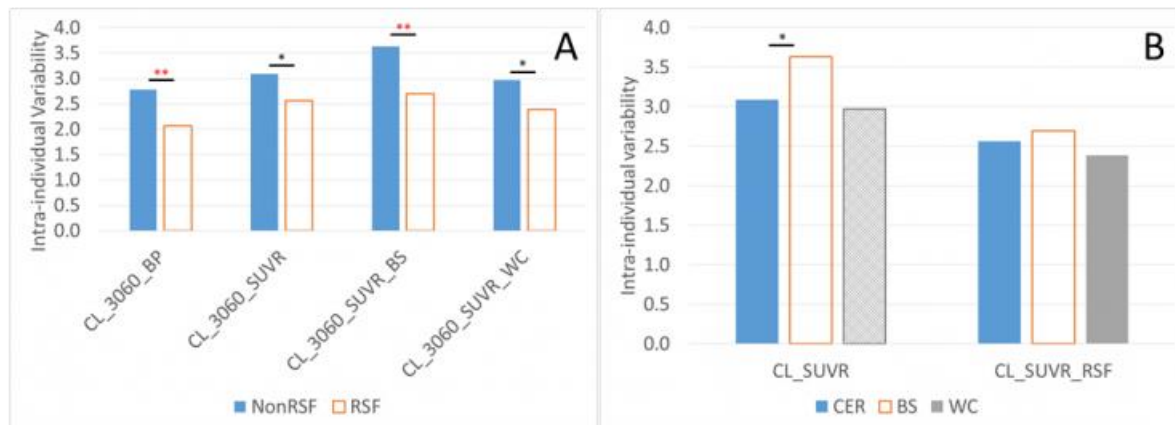 A
Intra-individual Variability
4.0
3.5
3.0
2.5
2.0
1.5
1.0
0.5
0.0
**
*
**
*
CL_3060_BP
CL_3060_SUVR
CL_3060_SUVR_BS
CL_3060_SUVR_WC
NonRSF RSF
B
Intra-individual variability
4.0
3.5
3.0
2.5
2.0
1.5
1.0
0.5
0.0
*
CL_SUVR CL_SUVR_RSF
CER BS WC